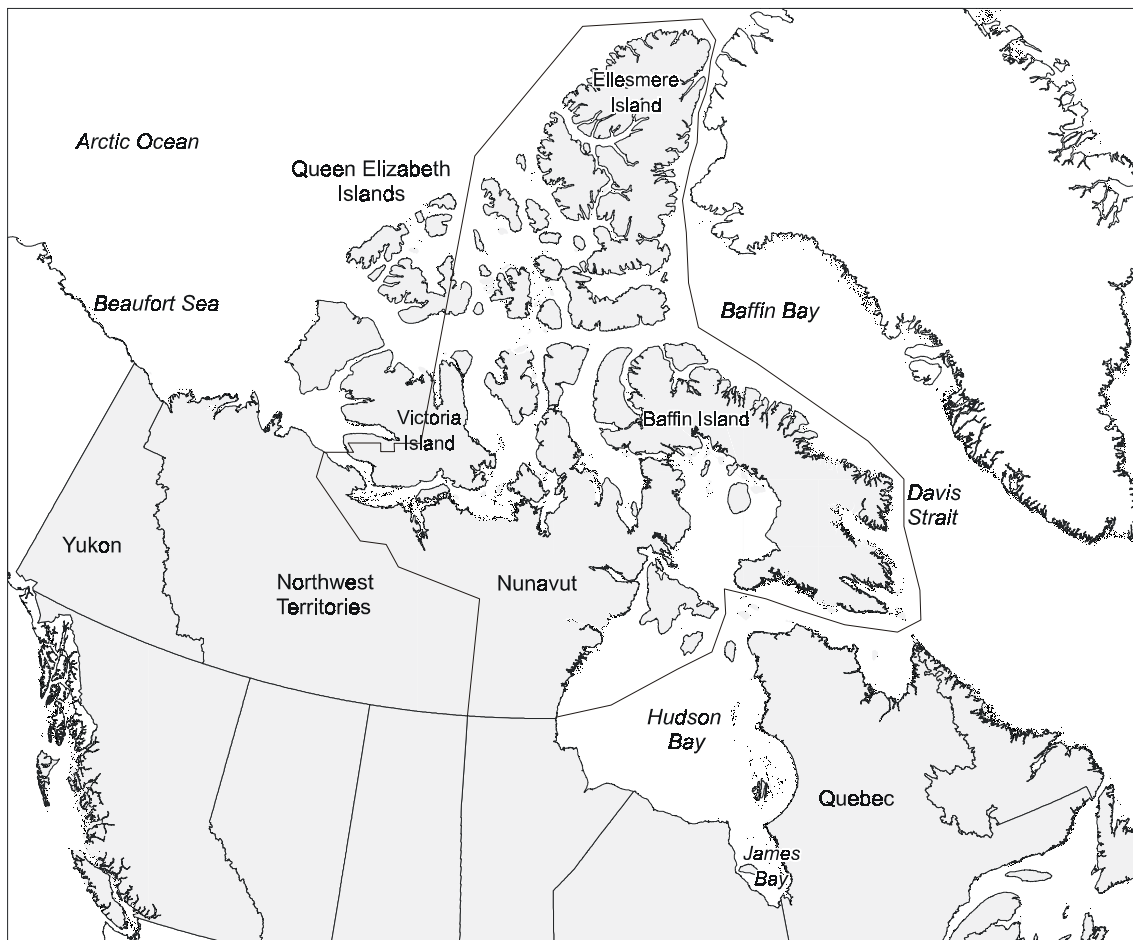 Ellesmere
Island
Arctic Ocean
Queen Elizabeth
Islands
Beaufort Sea
Baffin Bay
Victoria
Island
Baffin Island
Davis
Strait
Yukon
Northwest
Territories
Nunavut
Hudson
Bay
Quebec
James
Bay